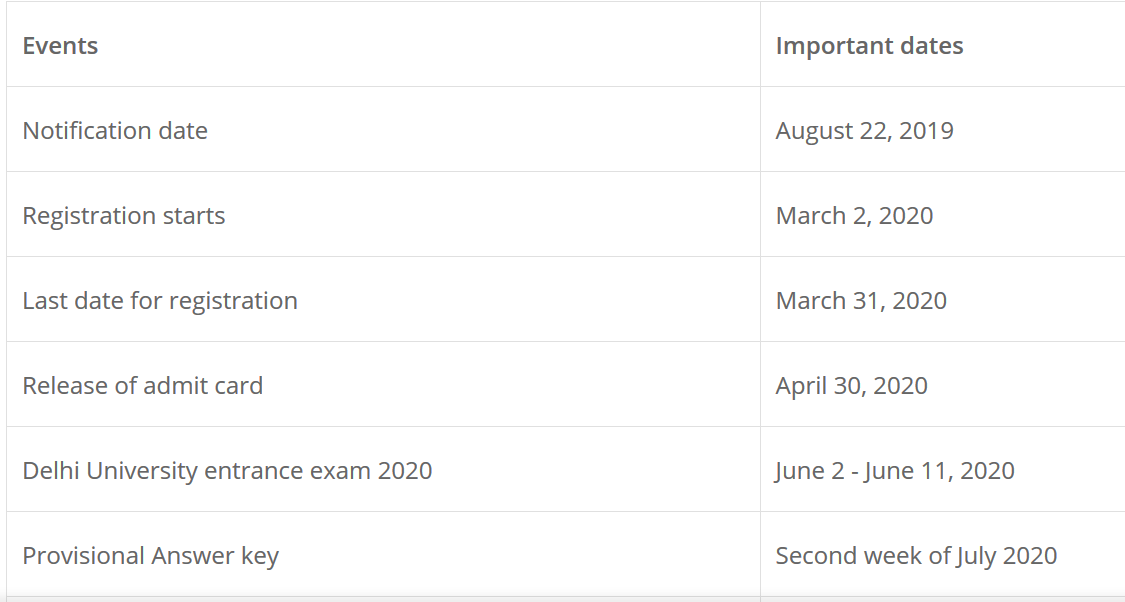 Events Important dates
Notification date August 22, 2019
Registration starts March 2, 2020
Last date for registration March 31, 2020
Release of admit card April 30, 2020
Delhi University entrance exam 2020 June 2 - June 11, 2020
Provisional Answer key Second week of July 2020